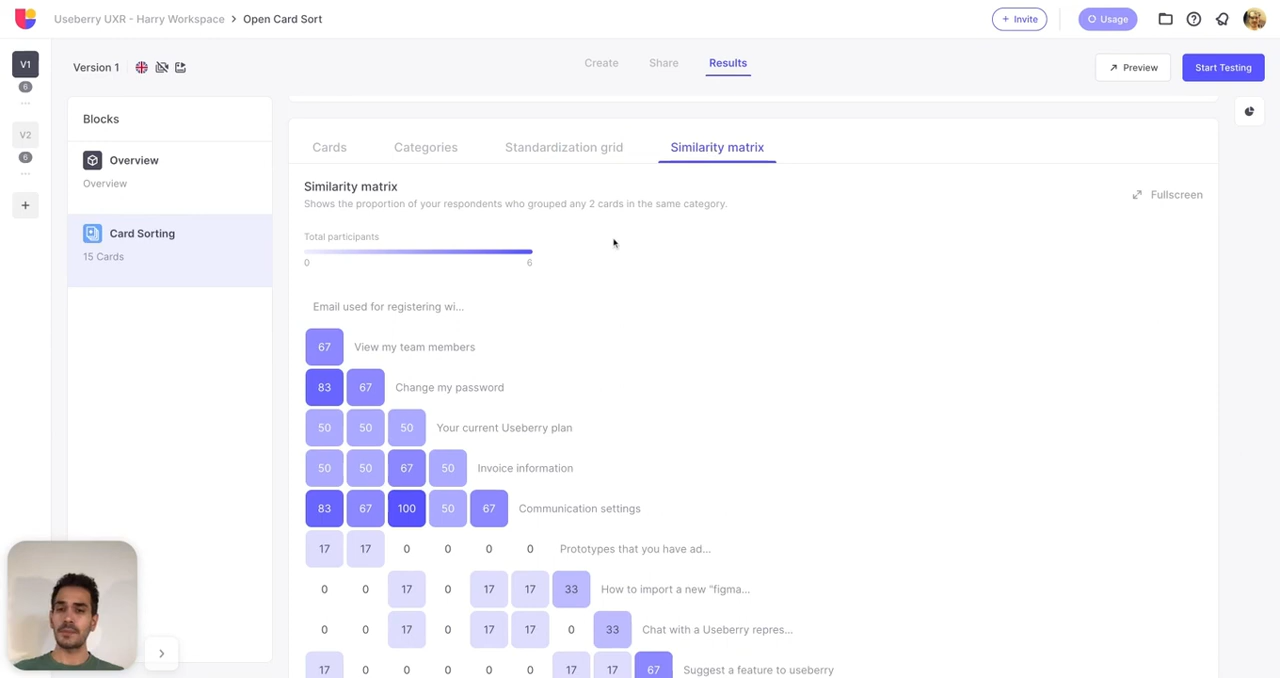 Useberry UXR - Harry Workspace > Open Card Sort
+ Invite
Usage
V1
6
...
V2
6
...
+
Version 1
Create
Share
Results
Preview
Start Testing
Blocks
Overview
Overview
Card Sorting
15 Cards
Cards
Categories
Standardization grid
Similarity matrix
Similarity matrix
Shows the proportion of your respondents who grouped any 2 cards in the same category.
Fullscreen
Total participants
0 6
Email used for registering wi...
67 View my team members
83 67 Change my password
50 50 50 Your current Useberry plan
50 50 67 50 Invoice information
83 67 100 50 67 Communication settings
17 17 0 0 0 0 Prototypes that you have ad...
0 0 17 0 17 17 33 How to import a new "figma...
0 0 17 0 17 17 0 33 Chat with a Useberry repres...
17 0 0 0 0 0 17 17 67 Suggest a feature to useberry